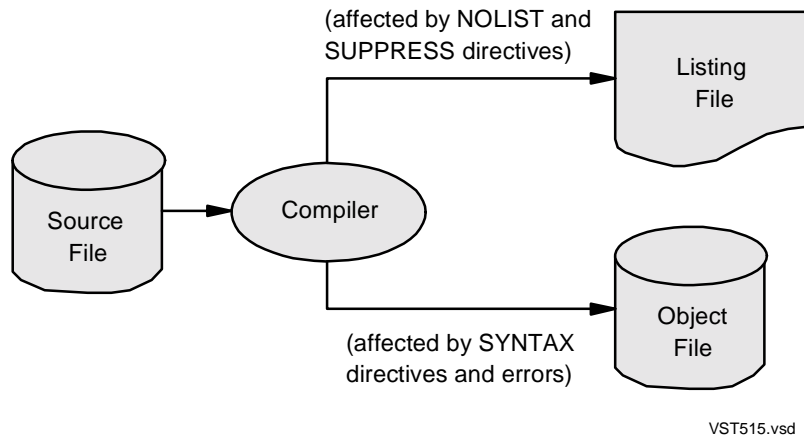 (affected by NOLIST and
SUPPRESS directives)
Listing
File
Source
File
Compiler
Object
File
(affected by SYNTAX
directives and errors)
VST515.vsd